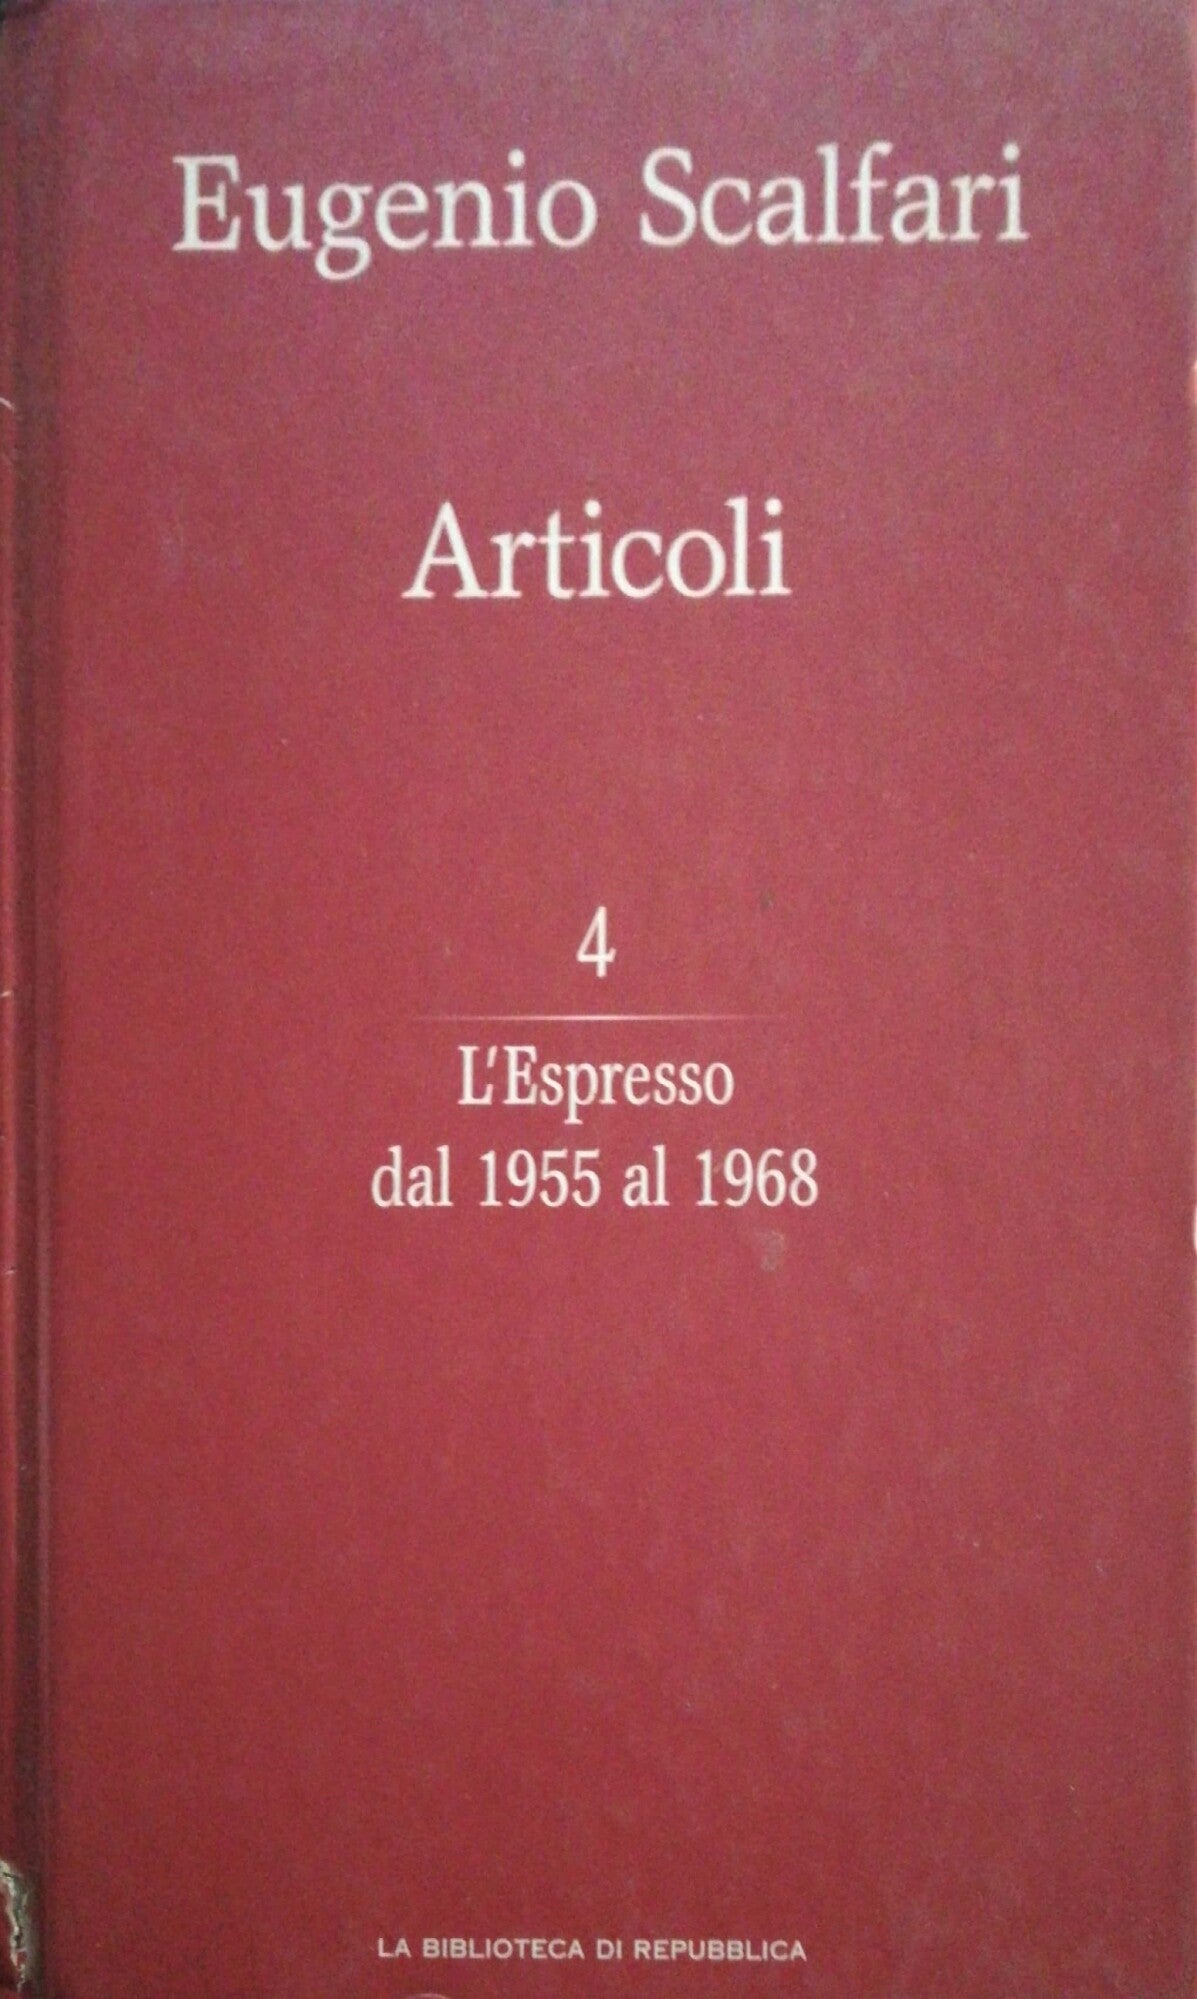 Eugenio Scalfari
Articoli
4
L'Espresso
dal 1955 al 1968
LA BIBLIOTECA DI REPUBBLICA